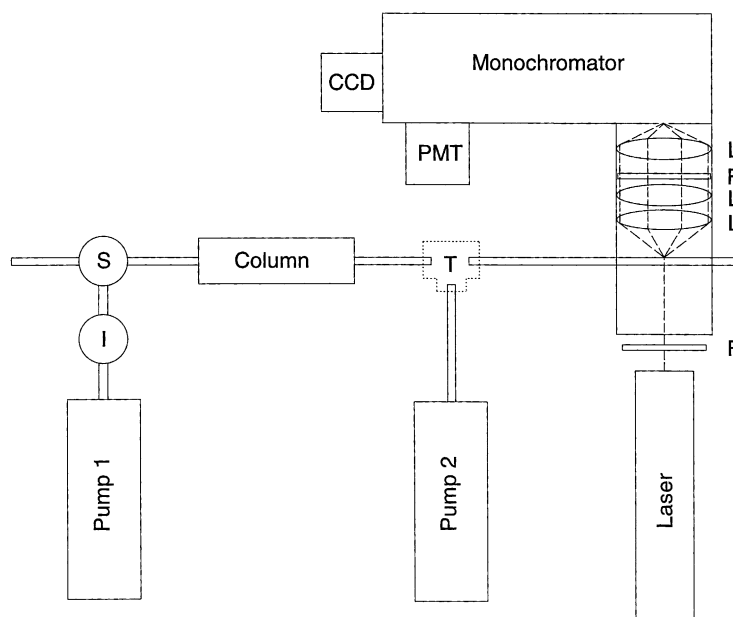 Monochromator
CCD
PMT
L
F
L
L
S
Column
T
I
F
Pump 1
Pump 2
Laser